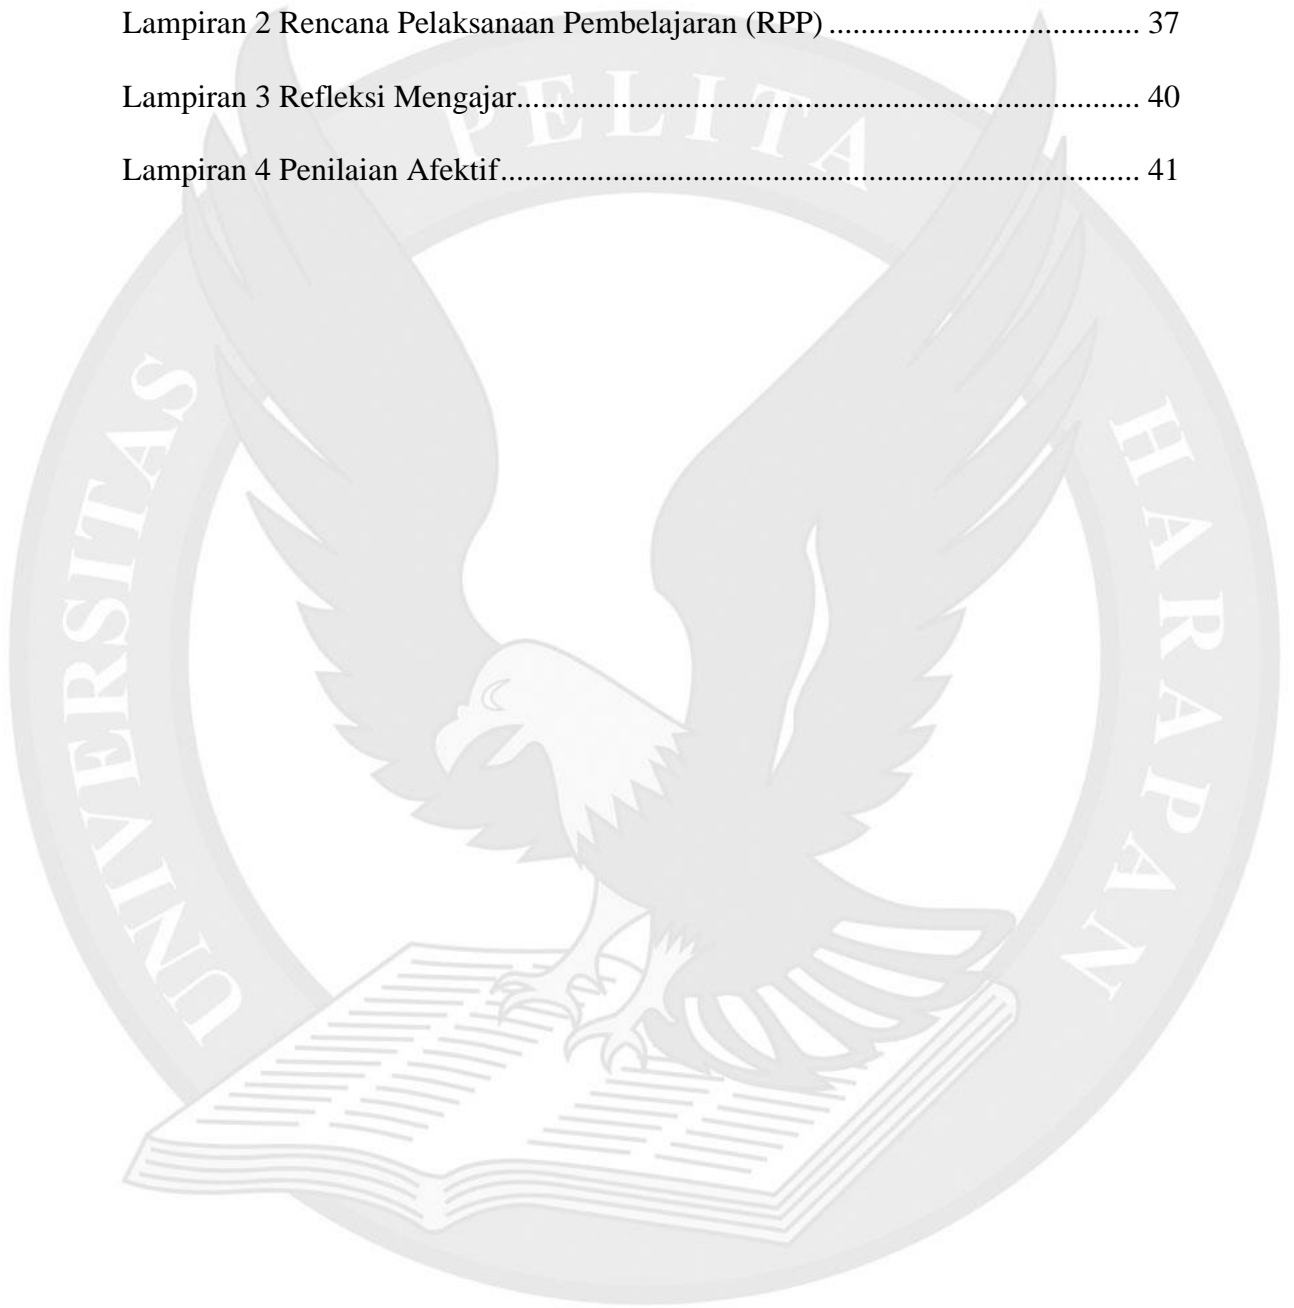 Lampiran 2 Rencana Pelaksanaan Pembelajaran (RPP) ....................................... 37
Lampiran 3 Refleksi Mengajar............................................................................... 40
Lampiran 4 Penilaian Afektif................................................................................. 41
UNIVERSITAS PELITA HARAPAN